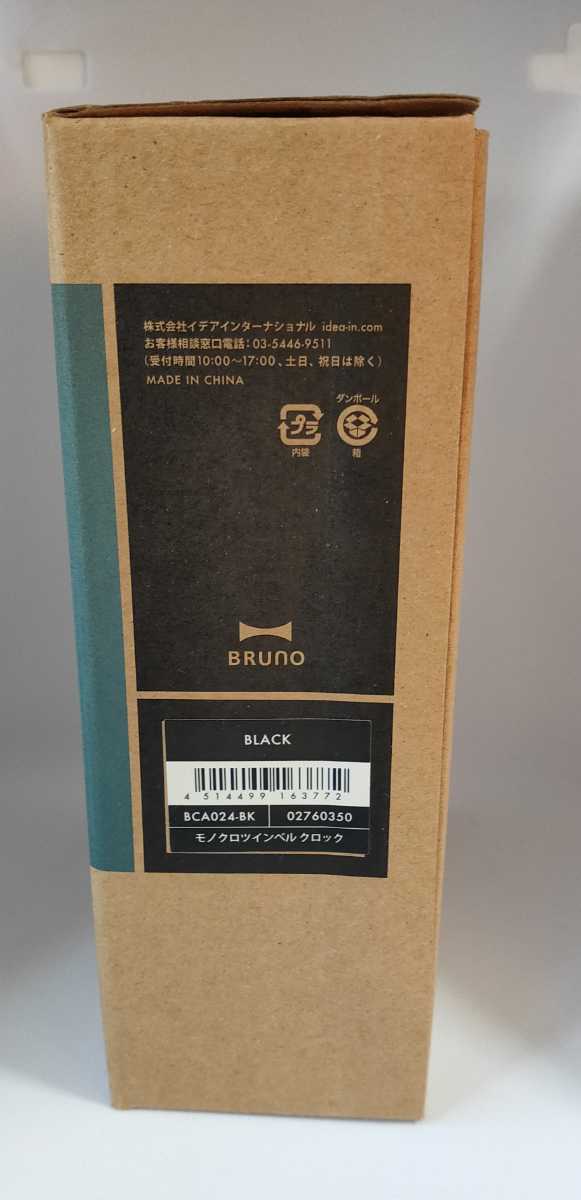 株式会社イデアインターナショナル idea-in.com
お客様相談窓口電話：03-5446-9511
（受付時間10:00～17:00、土日、祝日は除く）
MADE IN CHINA
ダンボール
プラ
内袋
箱
BRUNO
BLACK
4 514499 163772
BCA024-BK 02760350
モノクロツインベル クロック